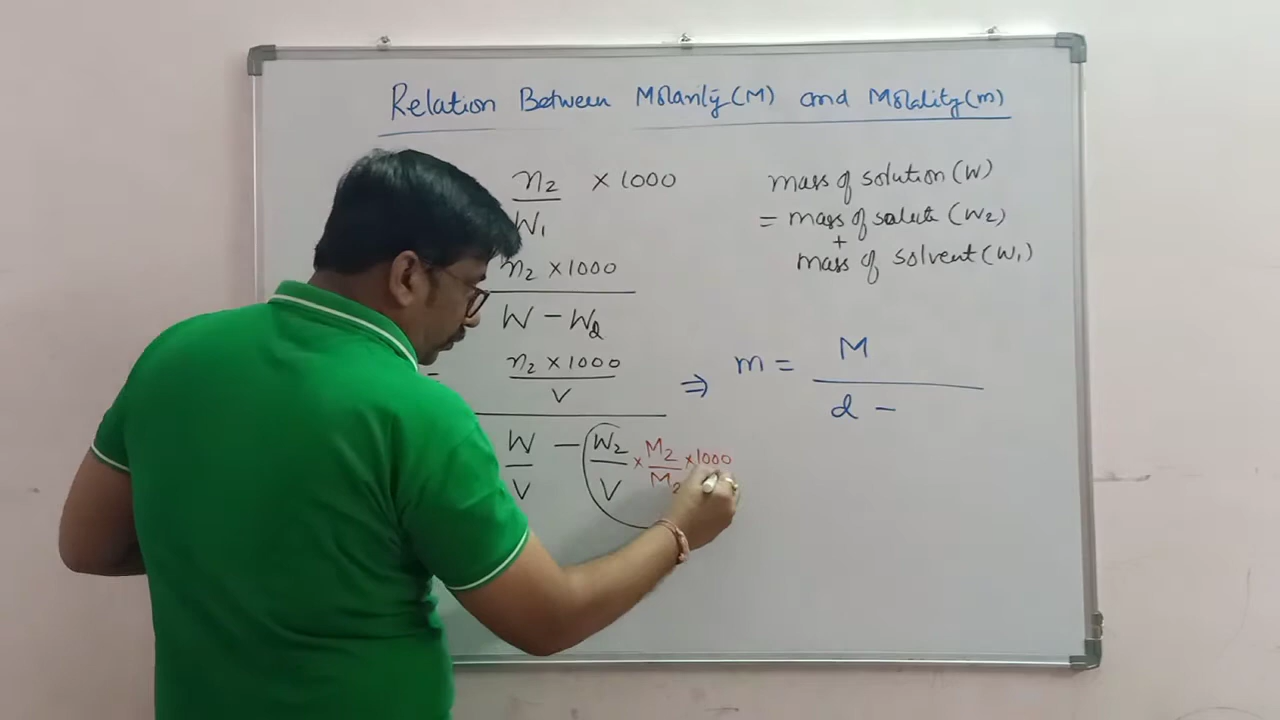 Relation Between Molarity(M) and Molality(m)
n2 × 1000
W1
n2 × 1000
W - W2
= n2 × 1000
V
W - W2 × M2 × 1000
V V M2
mass of solution (W)
= mass of solute (W2)
+
mass of solvent (W1)
⇒ m = M
d -